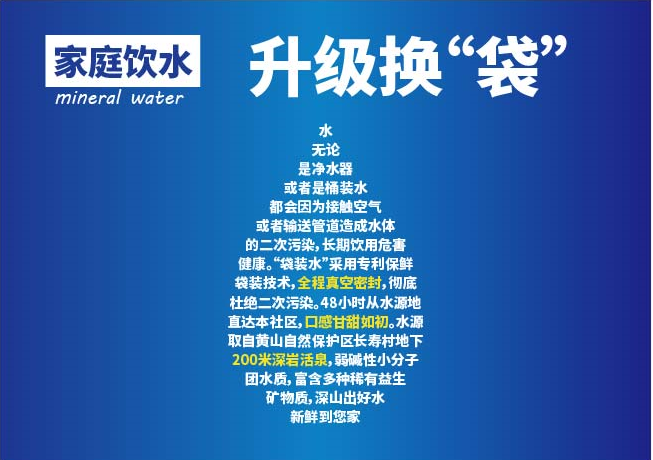 家庭饮水
mineral water
升级换“袋”
水
无论
是净水器
或者是桶装水
都会因为接触空气
或者输送管道造成水体
的二次污染，长期饮用危害
健康。“袋装水”采用专利保鲜
袋装技术，全程真空密封，彻底
杜绝二次污染。48小时从水源地
直达本社区，口感甘甜如初。水源
取自黄山自然保护区长寿村地下
200米深岩活泉，弱碱性小分子
团水质，富含多种稀有益生
矿物质，深山出好水
新鲜到您家